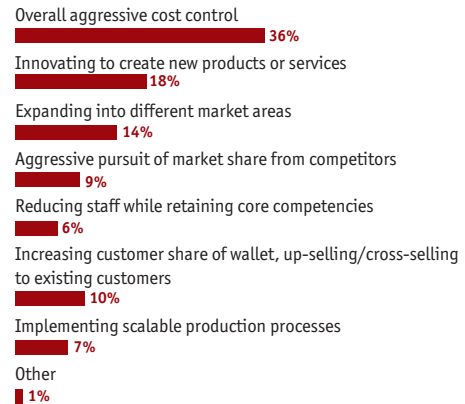 Overall aggressive cost control
36%
Innovating to create new products or services
18%
Expanding into different market areas
14%
Aggressive pursuit of market share from competitors
9%
Reducing staff while retaining core competencies
6%
Increasing customer share of wallet, up-selling/cross-selling
to existing customers
10%
Implementing scalable production processes
7%
Other
1%